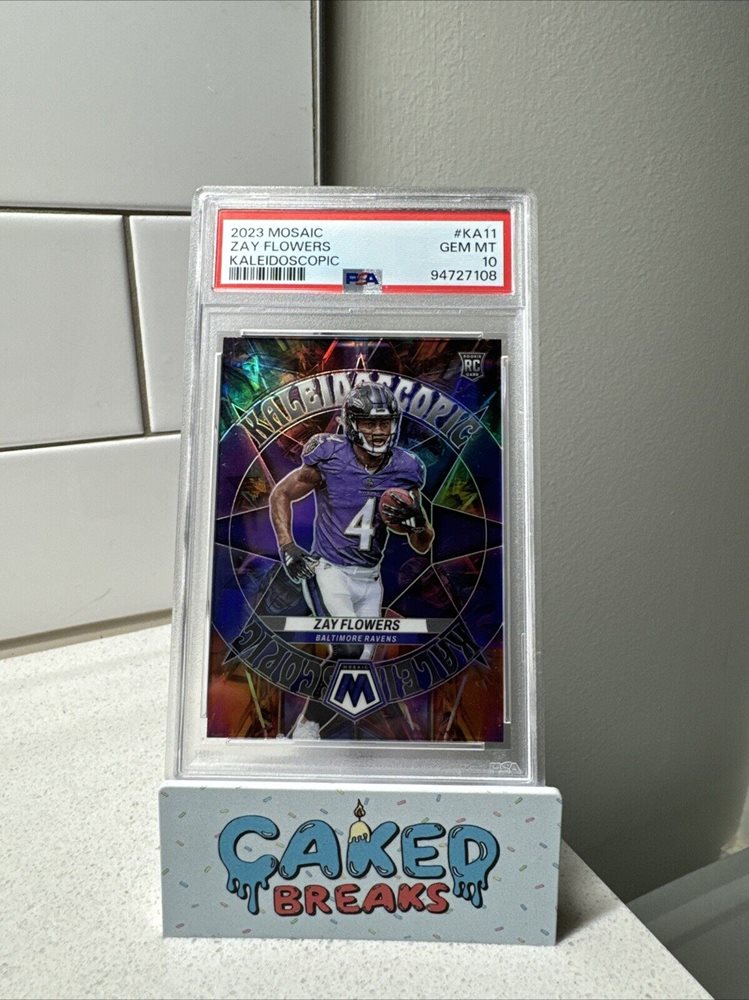 2023 MOSAIC #KA11
ZAY FLOWERS GEM MT
KALEIDOSCOPIC 10
PSA 94727108
ROOKIE
RC
CARD
KALEIDOSCOPIC
4
4
ZAY FLOWERS
BALTIMORE RAVENS
KALEIDOSCOPIC
MOSAIC
M
PSA
CAKED
BREAKS